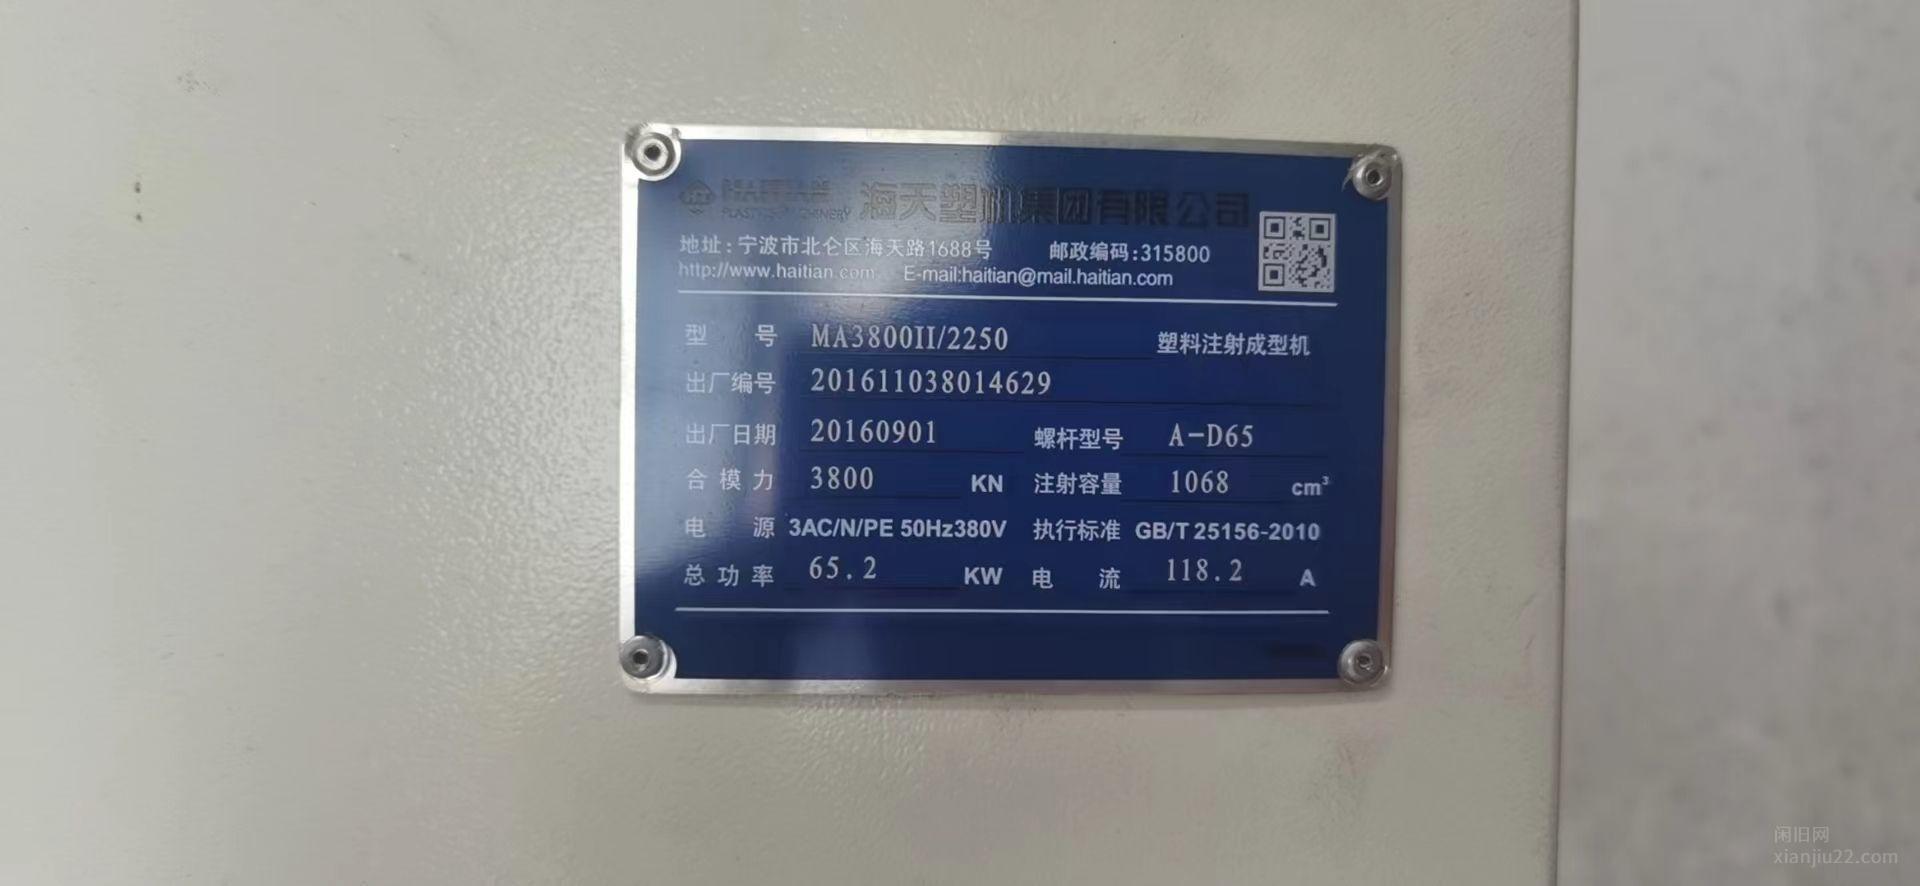 HAITIAN 海天塑机集团有限公司
PLASTICS MACHINERY
地址:宁波市北仑区海天路1688号 邮政编码:315800
http://www.haitian.com E-mail:haitian@mail.haitian.com
型号 MA3800II/2250 塑料注射成型机
出厂编号 201611038014629
出厂日期 20160901 螺杆型号 A-D65
合模力 3800 KN 注射容量 1068 cm³
电源 3AC/N/PE 50Hz380V 执行标准 GB/T 25156-2010
总功率 65.2 KW 电流 118.2 A
闲旧网
xianjiu22.com